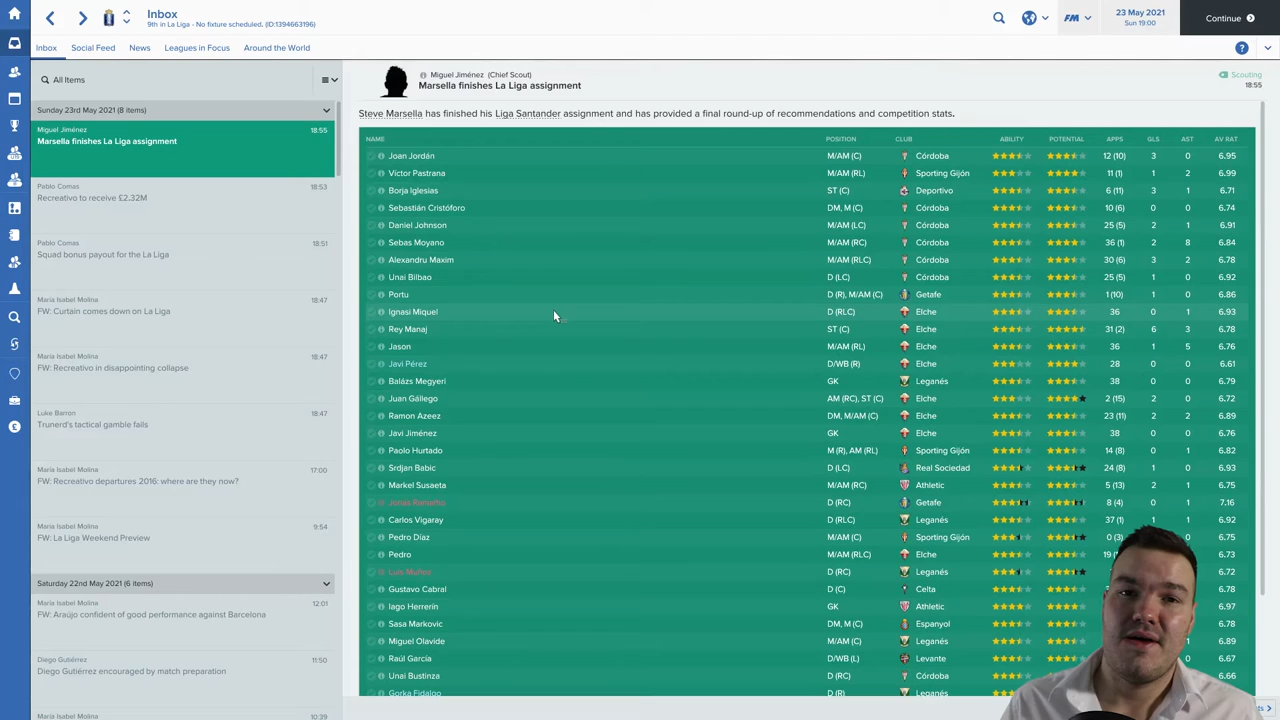 Inbox
9th in La Liga - No fixture scheduled. (ID:1394663196)
FM
23 May 2021
Sun 19:00
Continue
Inbox Social Feed News Leagues in Focus Around the World
?
All Items
Sunday 23rd May 2021 (8 items)
Miguel Jiménez 18:55
Marsella finishes La Liga assignment
Pablo Comas 18:53
Recreativo to receive £2.32M
Pablo Comas 18:51
Squad bonus payout for the La Liga
María Isabel Molina 18:47
FW: Curtain comes down on La Liga
María Isabel Molina 18:47
FW: Recreativo in disappointing collapse
Luke Barron 18:47
Trunerd's tactical gamble fails
María Isabel Molina 17:00
FW: Recreativo departures 2016: where are they now?
María Isabel Molina 9:54
FW: La Liga Weekend Preview
Saturday 22nd May 2021 (6 items)
María Isabel Molina 12:01
FW: Araújo confident of good performance against Barcelona
Diego Gutiérrez 11:50
Diego Gutiérrez encouraged by match preparation
María Isabel Molina 10:39
Miguel Jiménez (Chief Scout)
Marsella finishes La Liga assignment
Scouting
18:55
Steve Marsella has finished his Liga Santander assignment and has provided a final round-up of recommendations and competition stats.
NAME POSITION CLUB ABILITY POTENTIAL APPS GLS AST AV RAT
Joan Jordán M/AM (C) Córdoba 12 (10) 3 0 6.95
Víctor Pastrana M/AM (RL) Sporting Gijón 11 (1) 1 2 6.99
Borja Iglesias ST (C) Deportivo 6 (11) 3 1 6.71
Sebastián Cristóforo DM, M (C) Córdoba 10 (6) 0 0 6.74
Daniel Johnson M/AM (LC) Córdoba 25 (5) 2 1 6.91
Sebas Moyano M/AM (RC) Córdoba 36 (1) 2 8 6.84
Alexandru Maxim M/AM (RLC) Córdoba 30 (6) 3 2 6.78
Unai Bilbao D (LC) Córdoba 25 (5) 1 0 6.92
Portu D (R), M/AM (C) Getafe 1 (10) 1 0 6.86
Ignasi Miquel D (RLC) Elche 36 0 1 6.93
Rey Manaj ST (C) Elche 31 (2) 6 3 6.78
Jason M/AM (RL) Elche 36 1 5 6.76
Javi Pérez D/WB (R) Elche 28 0 0 6.61
Balázs Megyeri GK Leganés 38 0 0 6.79
Juan Gállego AM (RC), ST (C) Elche 2 (15) 2 0 6.72
Ramon Azeez DM, M/AM (C) Elche 23 (11) 2 2 6.89
Javi Jiménez GK Elche 38 0 0 6.76
Paolo Hurtado M (R), AM (RL) Sporting Gijón 14 (8) 0 1 6.82
Srdjan Babic D (LC) Real Sociedad 24 (8) 1 0 6.93
Markel Susaeta M/AM (RC) Athletic 5 (13) 2 1 6.75
Jonás Ramalho D (RC) Getafe 8 (4) 0 1 7.16
Carlos Vigaray D (RLC) Leganés 37 (1) 1 1 6.92
Pedro Díaz M/AM (C) Sporting Gijón 0 (3) 6.75
Pedro M/AM (RLC) Elche 6.73
Luis Muñoz D (RC) Leganés 6.72
Gustavo Cabral D (C) Celta 6.78
Iago Herrerín GK Athletic 6.97
Sasa Markovic DM, M (C) Espanyol 6.78
Miguel Olavide M/AM (C) Leganés 1 6.89
Raúl García D/WB (L) Levante 6.67
Unai Bustinza D (RC) Córdoba 6.66
Gorka Fidalgo D (R) Leganés